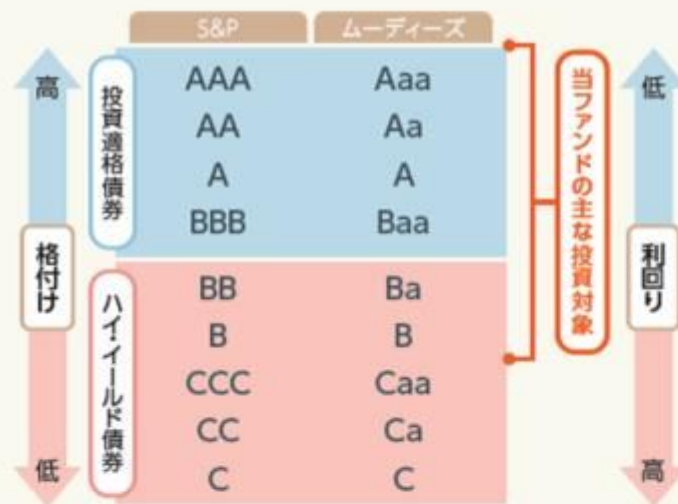 S&P ムーディーズ
高
格付け
低
投資適格債券
AAA Aaa
AA Aa
A A
BBB Baa
ハイ・イールド債券
BB Ba
B B
CCC Caa
CC Ca
C C
当ファンドの主な投資対象
低
利回り
高